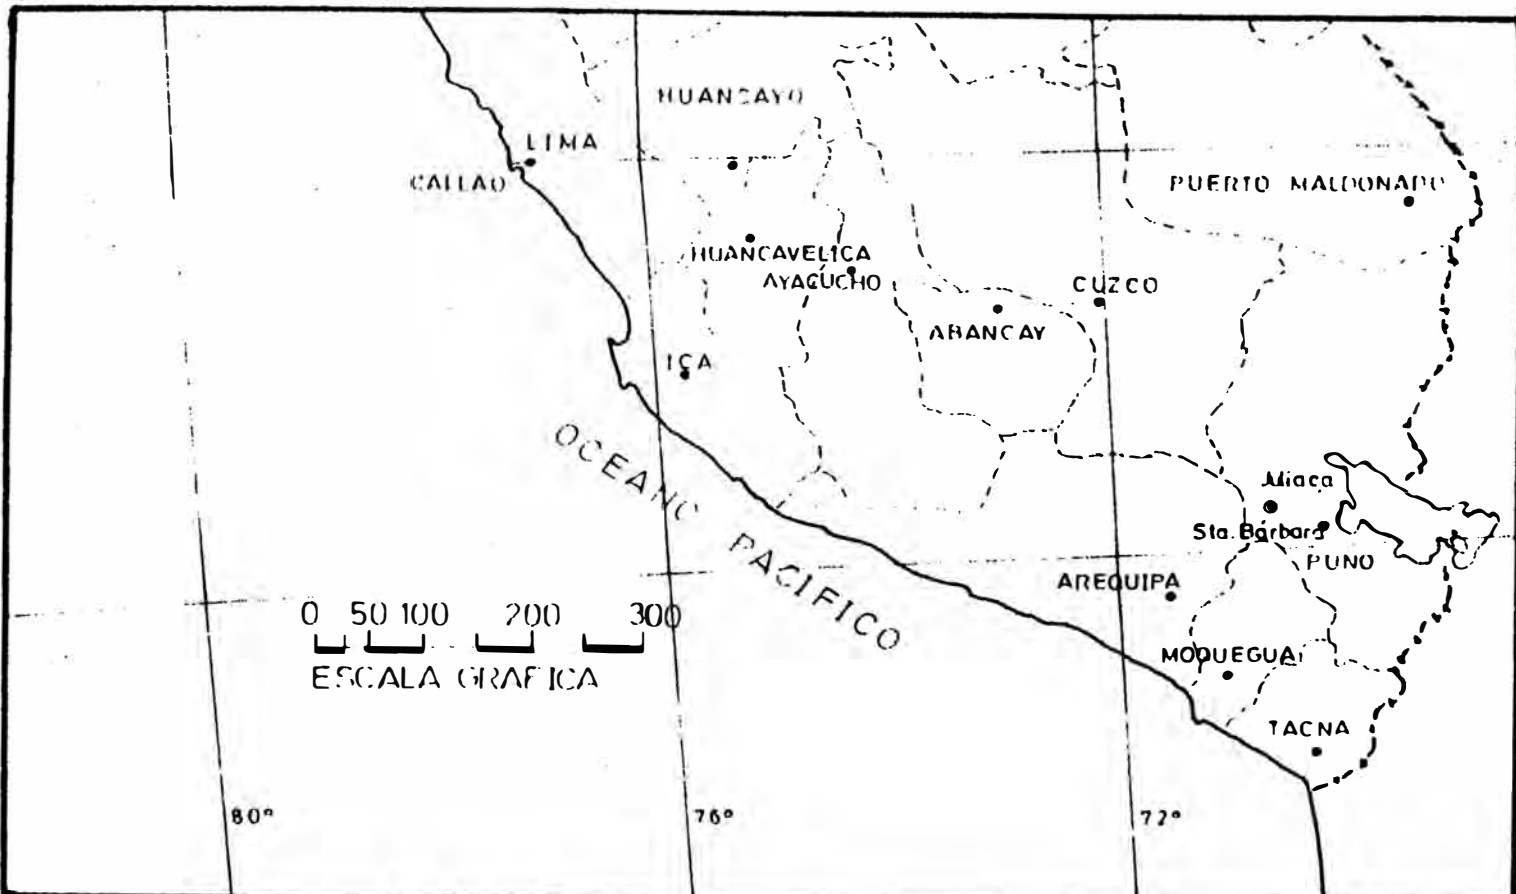 HUANCAYO
LIMA
CALLAO
PUERTO MALDONADO
HUANCAVELICA
AYACUCHO
CUZCO
ABANCAY
ICA
OCEANO PACIFICO
Miaca
Sta. Barbara
PUNO
AREQUIPA
0 50 100 200 300
ESCALA GRAFICA
MOQUEGUA
TACNA
80° 76° 72°